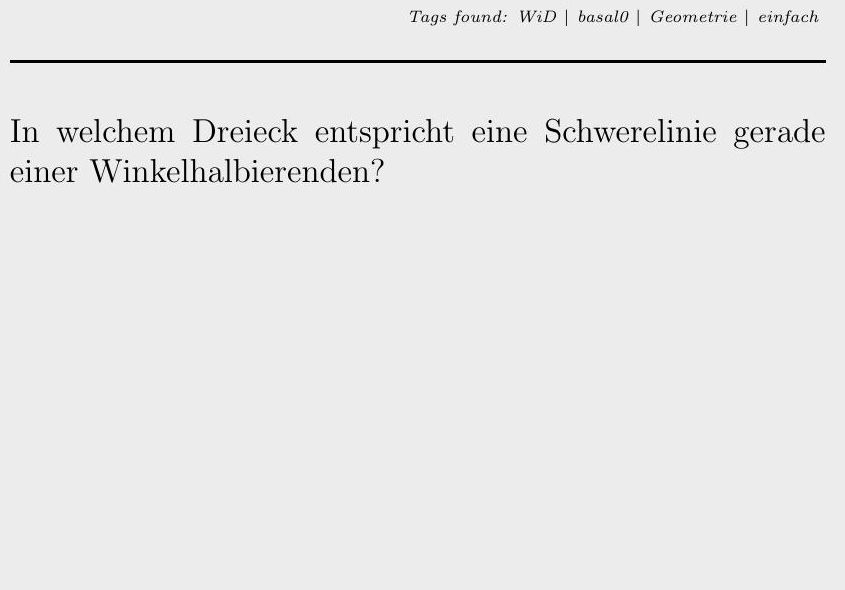 Tags found: WiD | basal0 | Geometrie | einfach
In welchem Dreieck entspricht eine Schwerelinie gerade
einer Winkelhalbierenden?